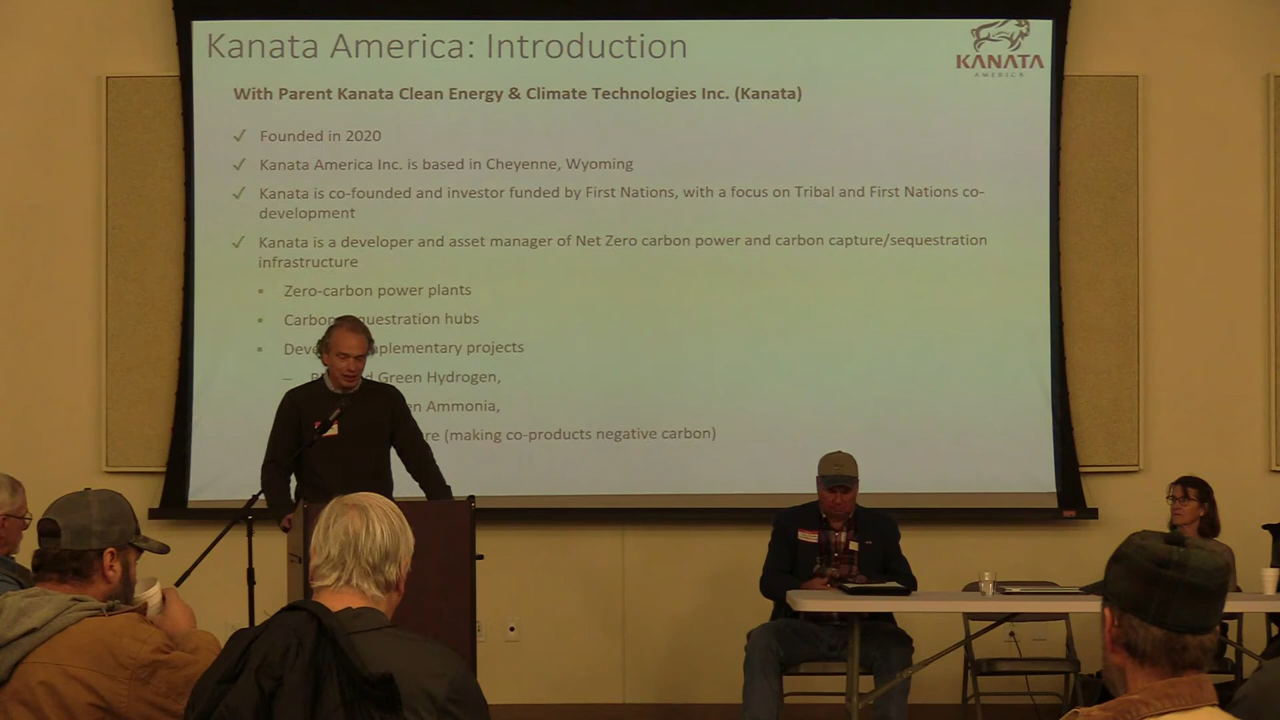 Kanata America: Introduction
KANATA
AMERICA
With Parent Kanata Clean Energy & Climate Technologies Inc. (Kanata)
✓ Founded in 2020
✓ Kanata America Inc. is based in Cheyenne, Wyoming
✓ Kanata is co-founded and investor funded by First Nations, with a focus on Tribal and First Nations co-
development
✓ Kanata is a developer and asset manager of Net Zero carbon power and carbon capture/sequestration
infrastructure
▪ Zero-carbon power plants
▪ Carbon questration hubs
▪ Deve plementary projects
– d Green Hydrogen,
en Ammonia,
re (making co-products negative carbon)